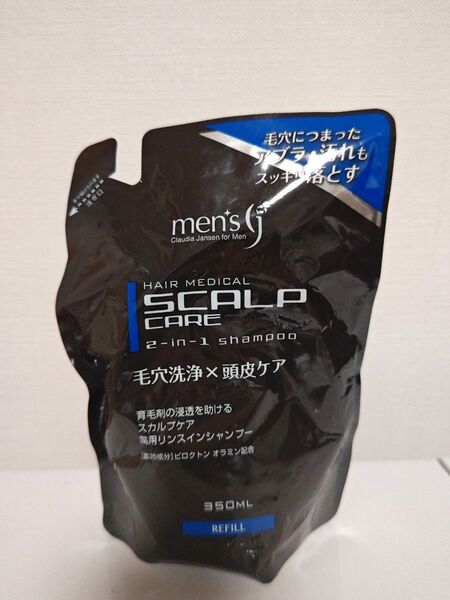 毛穴につまった
アブラ・汚れも
スッキリ落とす
注ぎ口
men's G
Claudia Jansen for Men
HAIR MEDICAL
SCALP
CARE
2-in-1 shampoo
毛穴洗浄×頭皮ケア
育毛剤の浸透を助ける
スカルプケア
薬用リンスインシャンプー
[薬効成分]ピロクトン オラミン配合
350ML
REFILL